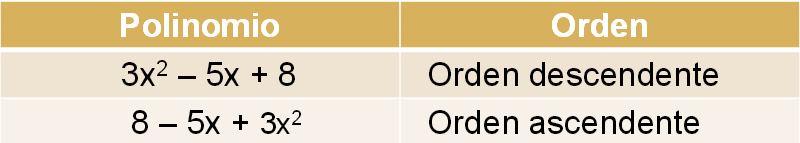 Polinomio Orden
3x² – 5x + 8 Orden descendente
8 – 5x + 3x² Orden ascendente